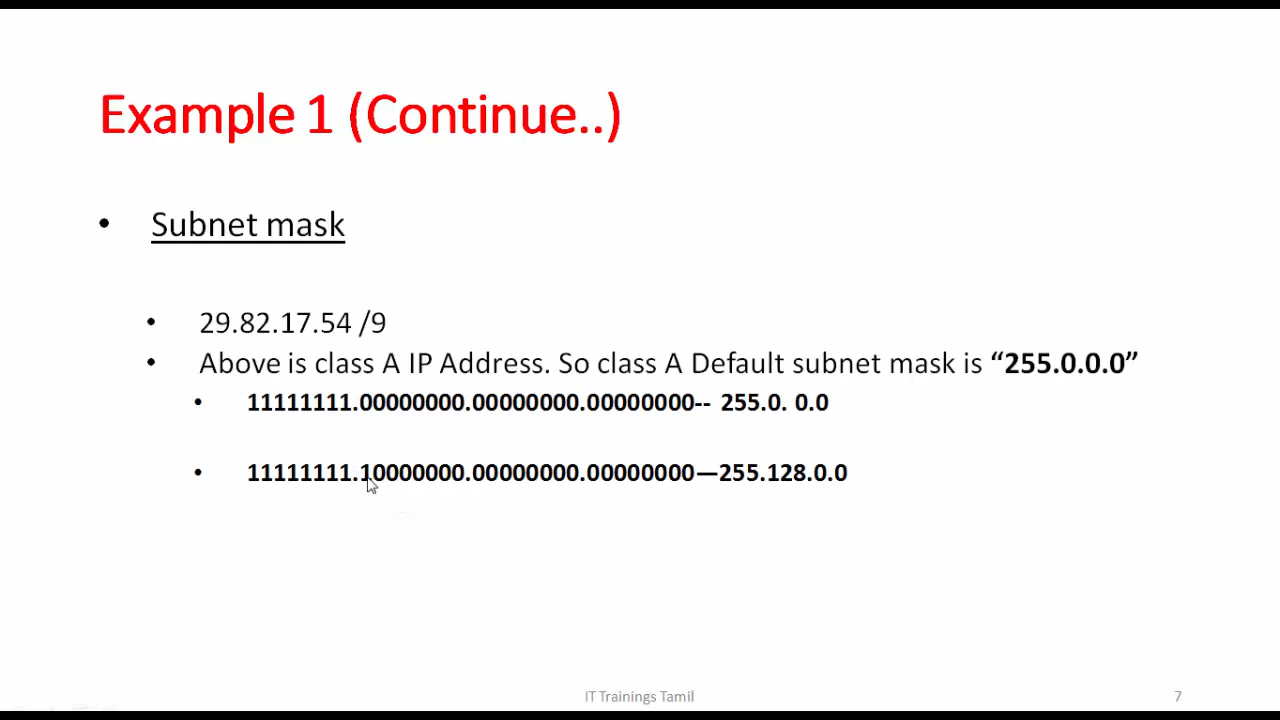 Example 1 (Continue..)
• Subnet mask
• 29.82.17.54 /9
• Above is class A IP Address. So class A Default subnet mask is “255.0.0.0”
• 11111111.00000000.00000000.00000000-- 255.0. 0.0
• 11111111.10000000.00000000.00000000—255.128.0.0
IT Trainings Tamil
7